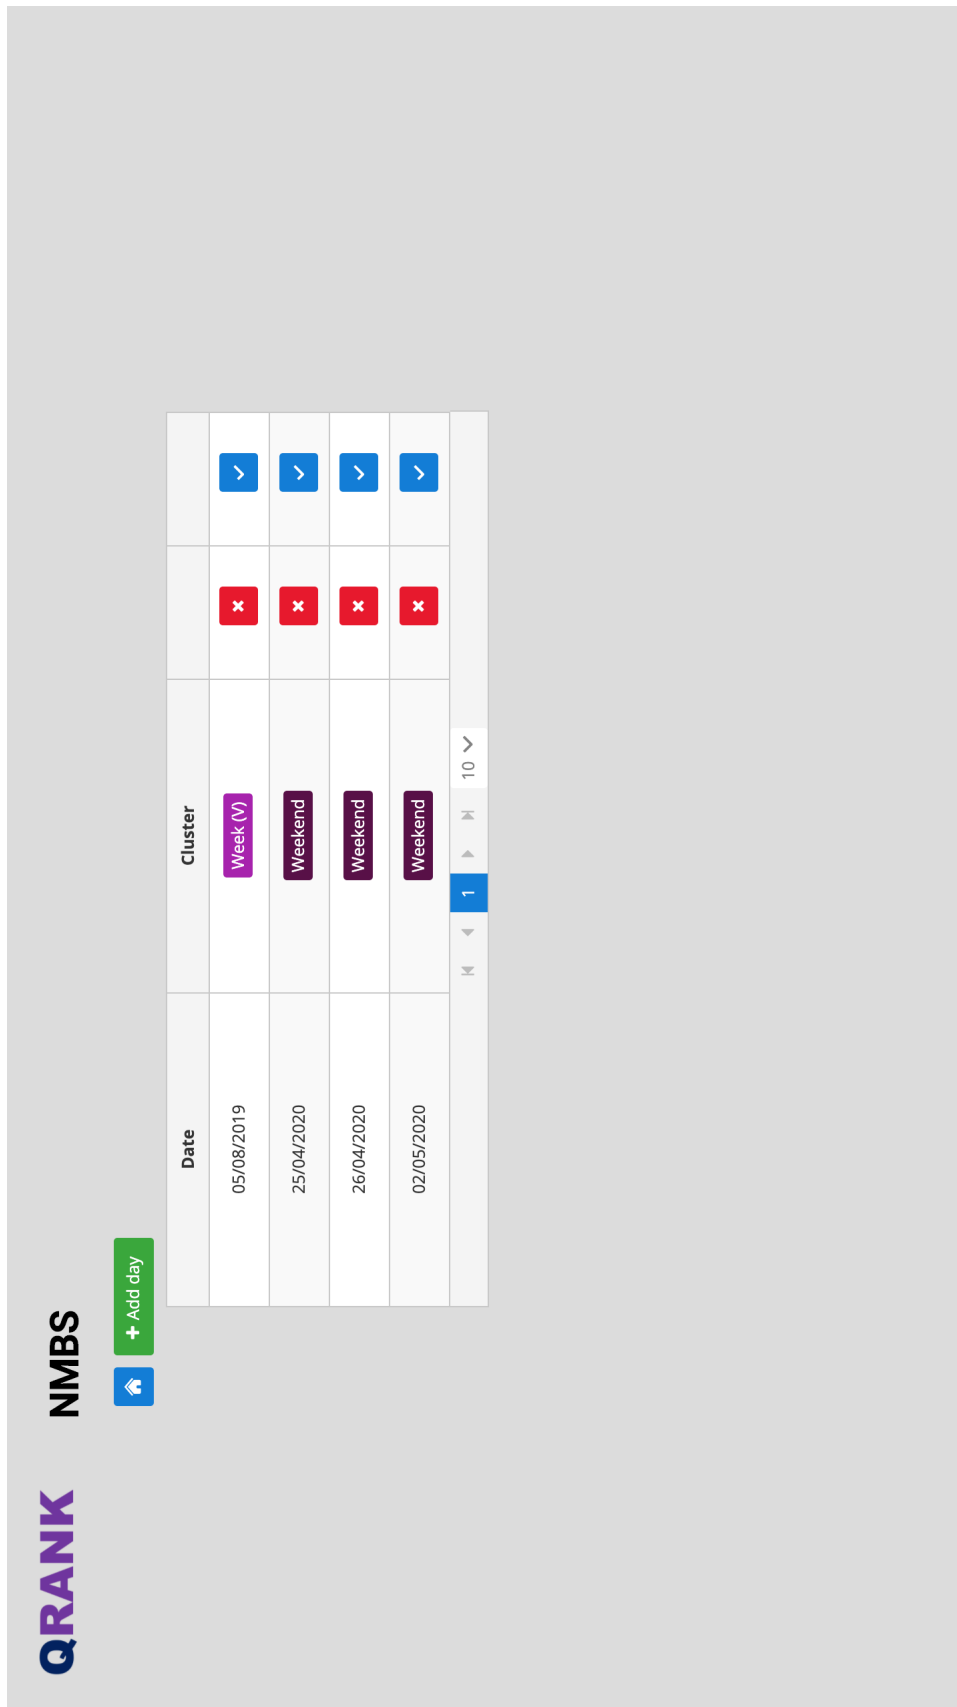 QRANK
NMBS
Add day
Date Cluster
05/08/2019 Week (V)
25/04/2020 Weekend
26/04/2020 Weekend
02/05/2020 Weekend
1 10